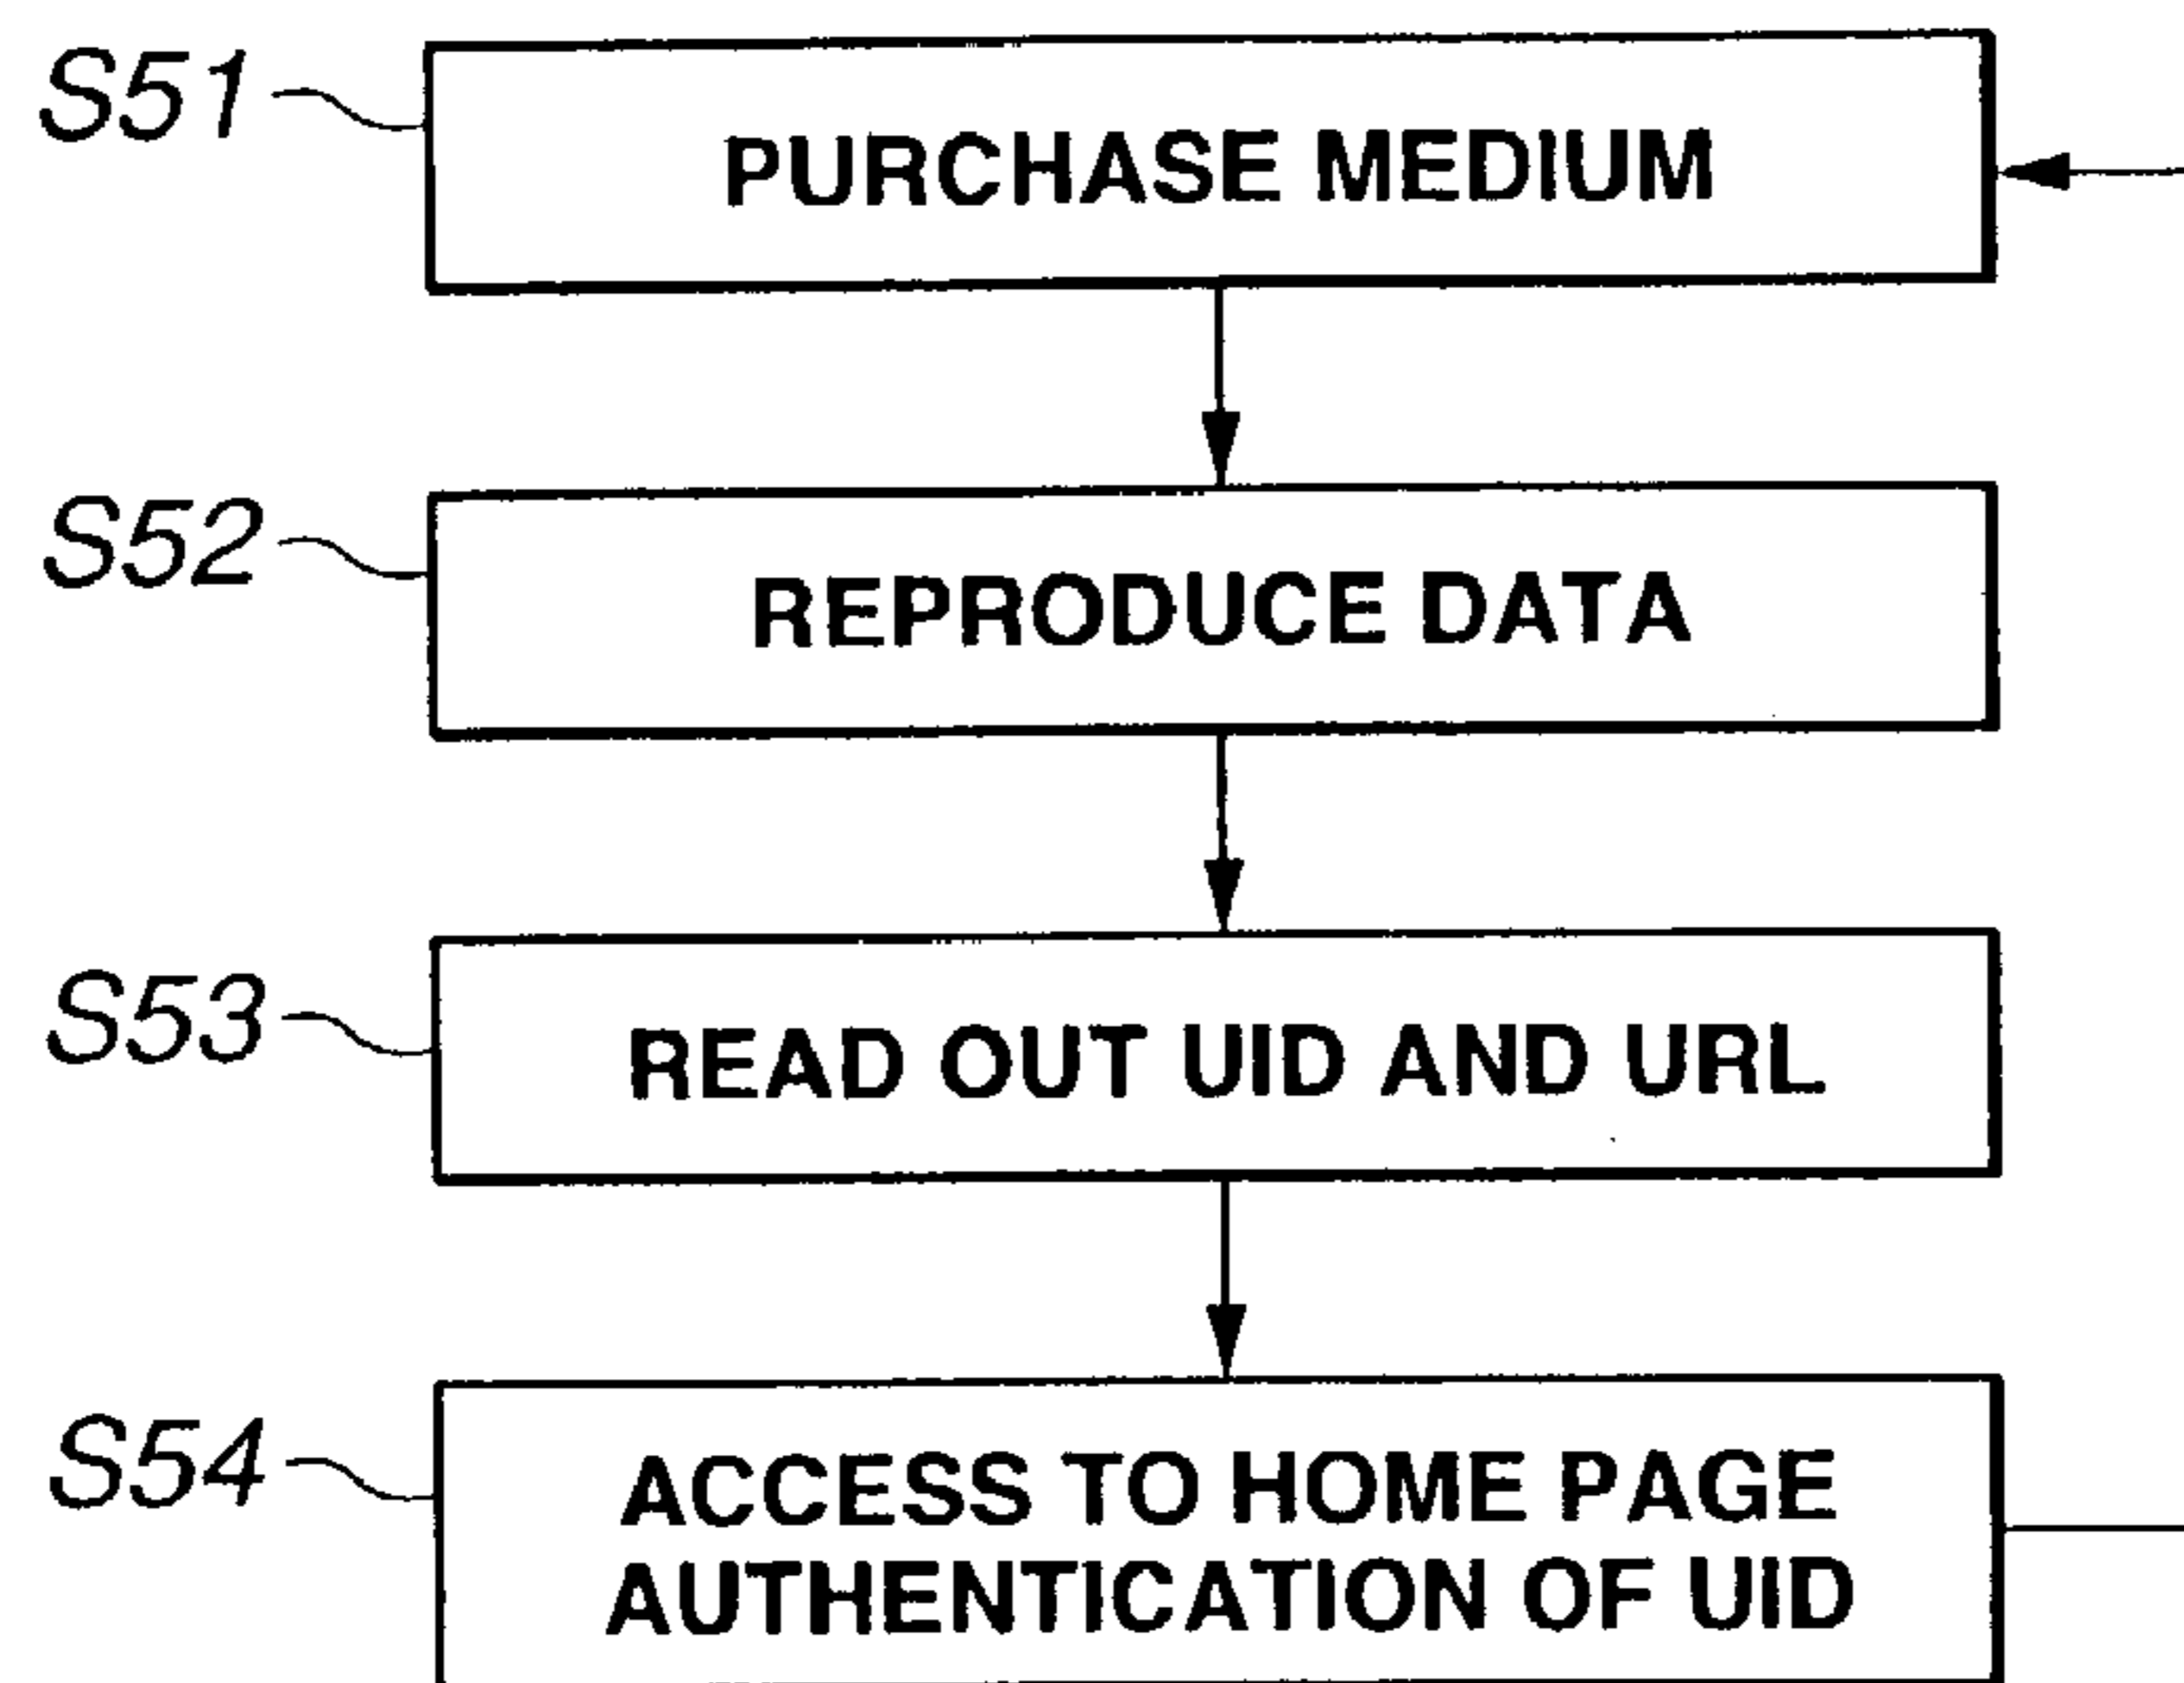 S51
PURCHASE MEDIUM
S52
REPRODUCE DATA
S53
READ OUT UID AND URL
S54
ACCESS TO HOME PAGE
AUTHENTICATION OF UID